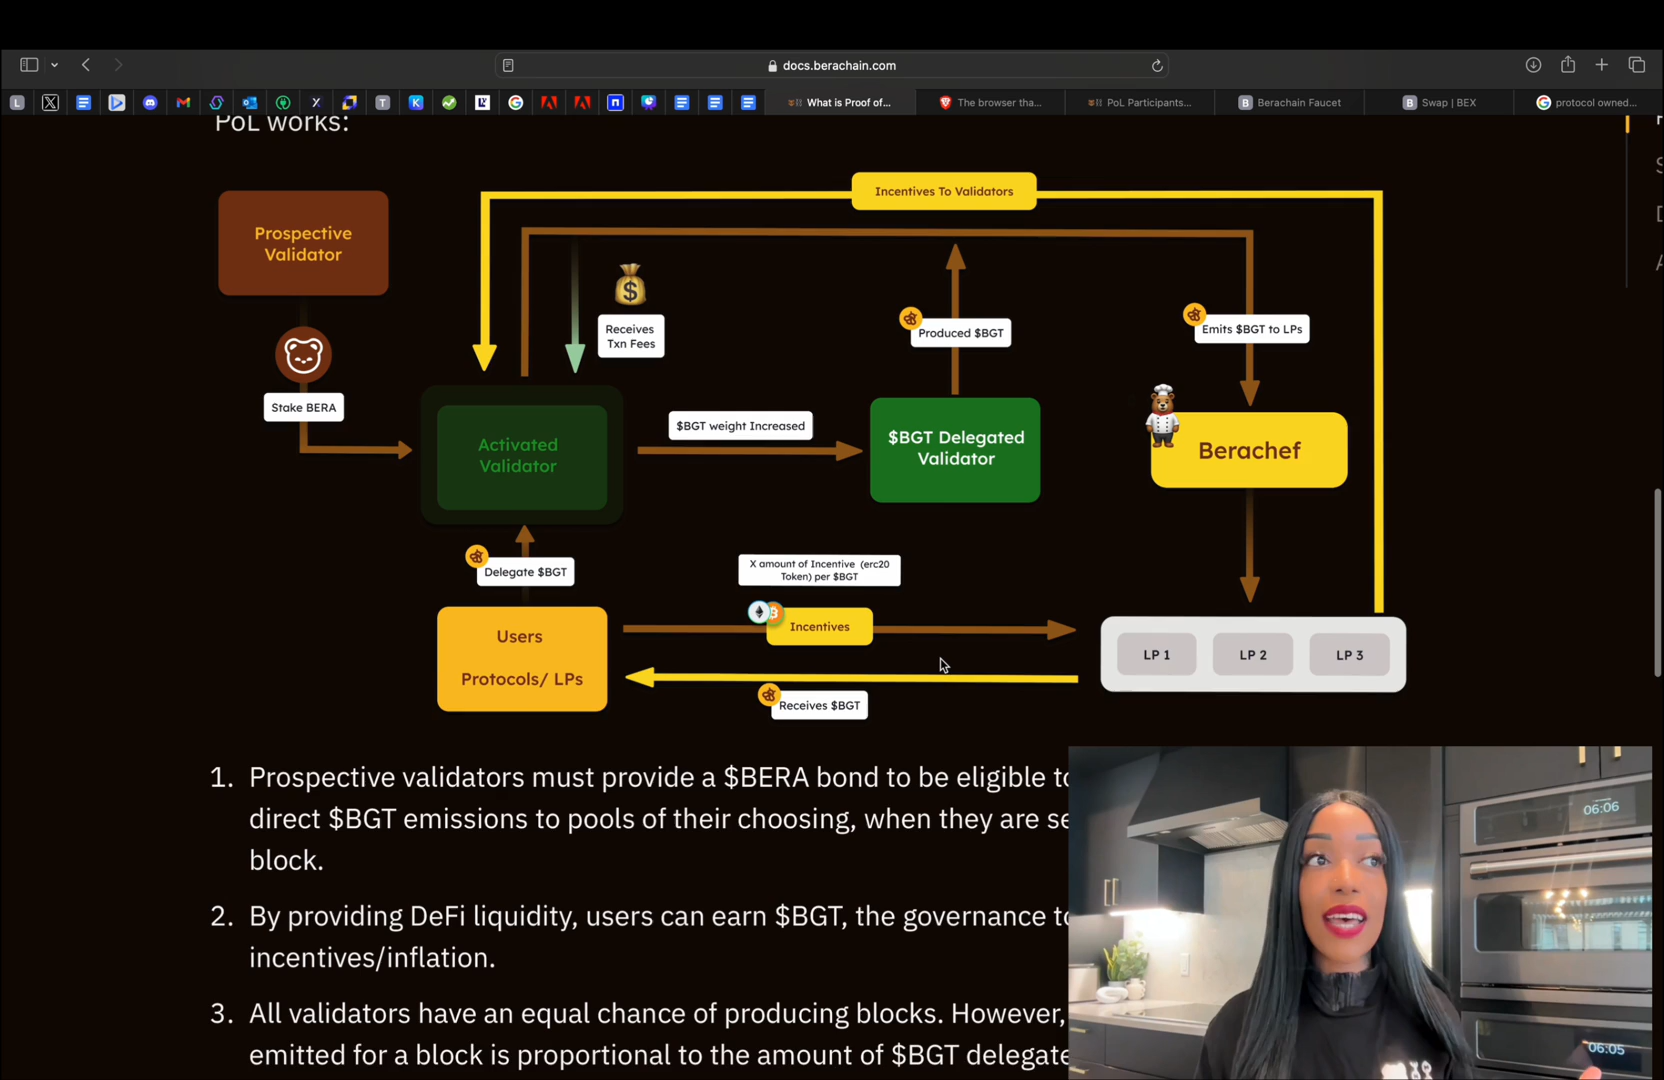 docs.berachain.com
What is Proof of...
The browser tha...
PoL Participants...
Berachain Faucet
Swap | BEX
protocol owned...
PoL works:
Incentives To Validators
Prospective
Validator
Receives
Txn Fees
Produced $BGT
Emits $BGT to LPs
Stake BERA
$BGT weight Increased
Activated
Validator
$BGT Delegated
Validator
Berachef
Delegate $BGT
X amount of Incentive (erc20
Token) per $BGT
Incentives
Users
Protocols/ LPs
LP 1
LP 2
LP 3
Receives $BGT
1. Prospective validators must provide a $BERA bond to be eligible to
direct $BGT emissions to pools of their choosing, when they are se
block.
2. By providing DeFi liquidity, users can earn $BGT, the governance to
incentives/inflation.
3. All validators have an equal chance of producing blocks. However,
emitted for a block is proportional to the amount of $BGT delegate
06:06
06:05